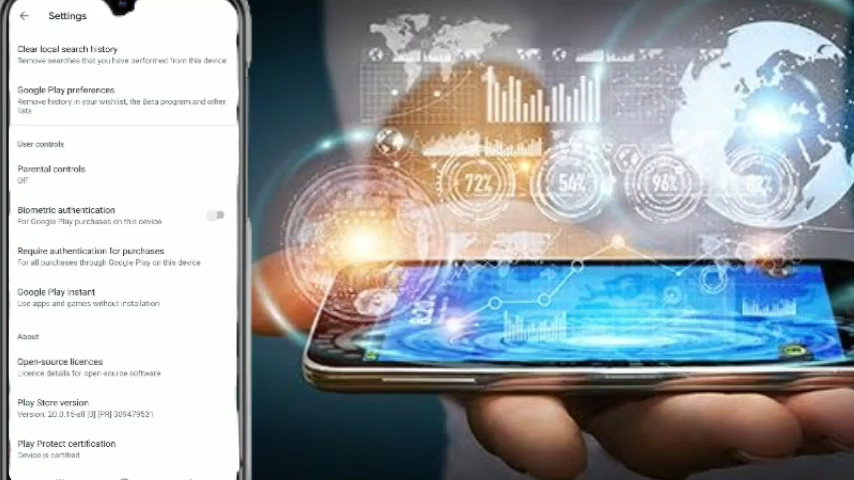 Settings
Clear local search history
Remove searches that you have performed from this device
Google Play preferences
Remove history in your wishlist, the Beta program and other
lists
User controls
Parental controls
Off
Biometric authentication
For Google Play purchases on this device
Require authentication for purchases
For all purchases through Google Play on this device
Google Play Instant
Use apps and games without installation
About
Open-source licences
Licence details for open-source software
Play Store version
Version: 20.0.15-all [0] [PR] 309479531
Play Protect certification
Device is certified
72%
54%
96%